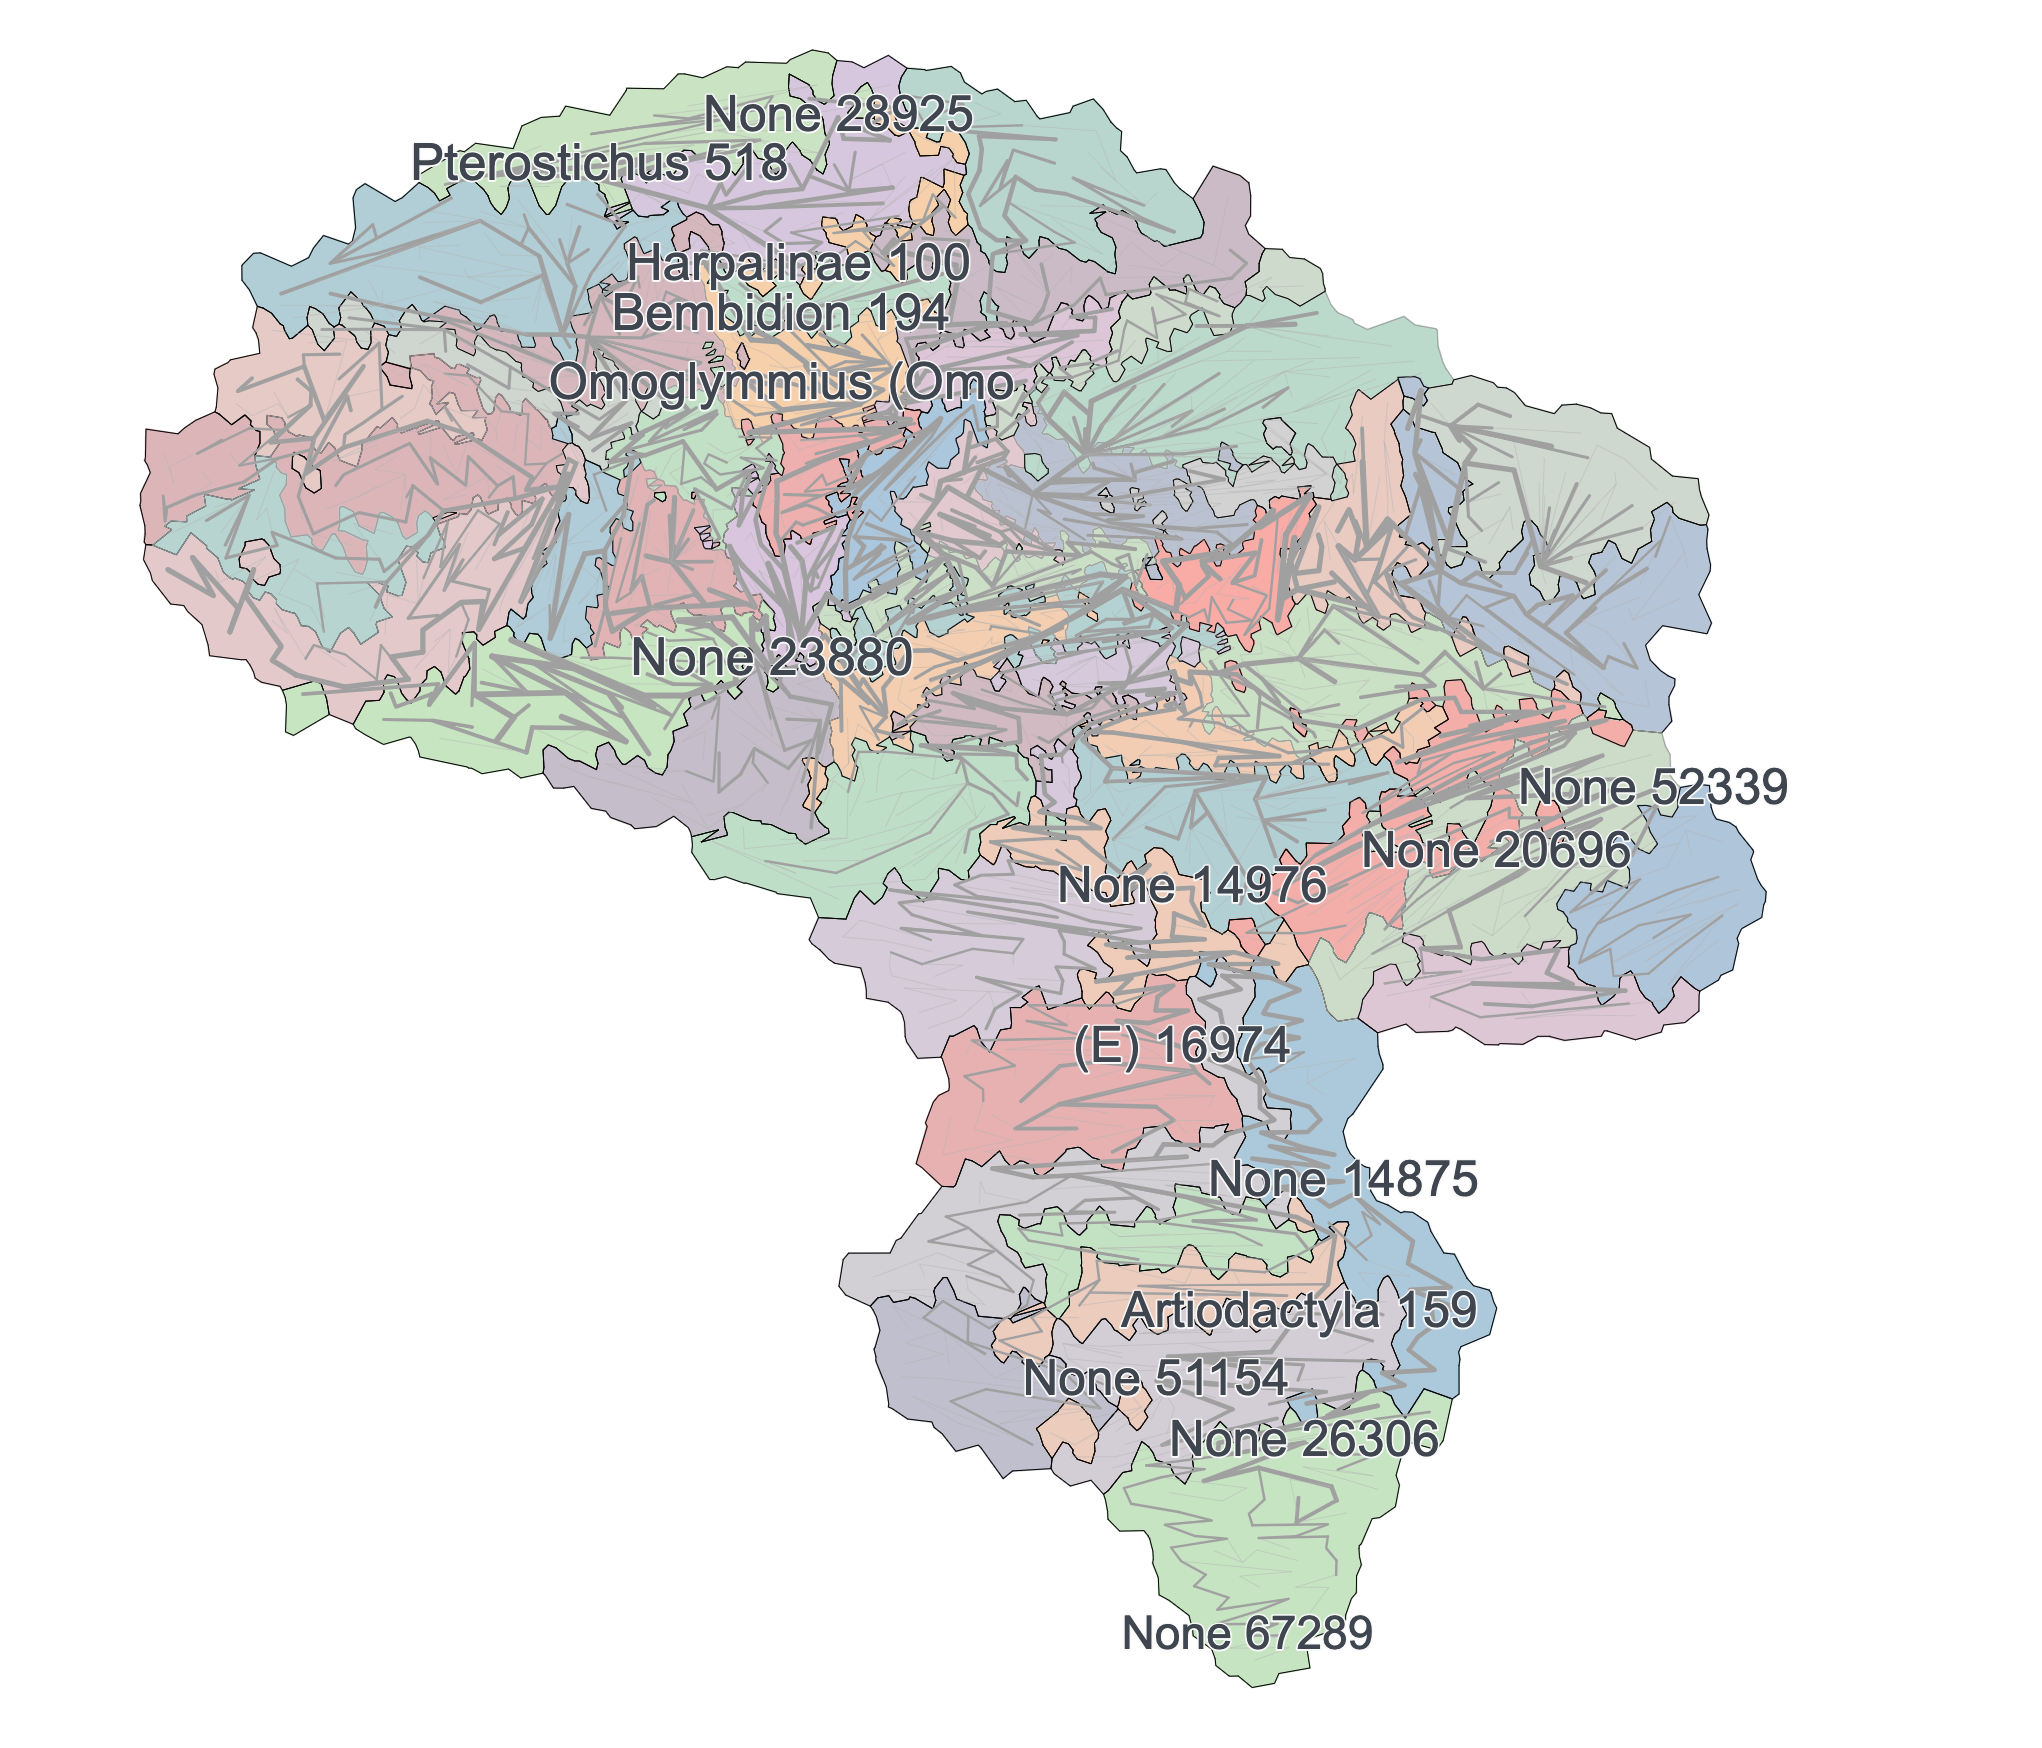 None 28925
Pterostichus 518
Harpalinae 100
Bembidion 194
Omoglymmius (Omo
None 23880
None 52339
None 20696
None 14976
(E) 16974
None 14875
Artiodactyla 159
None 51154
None 26306
None 67289